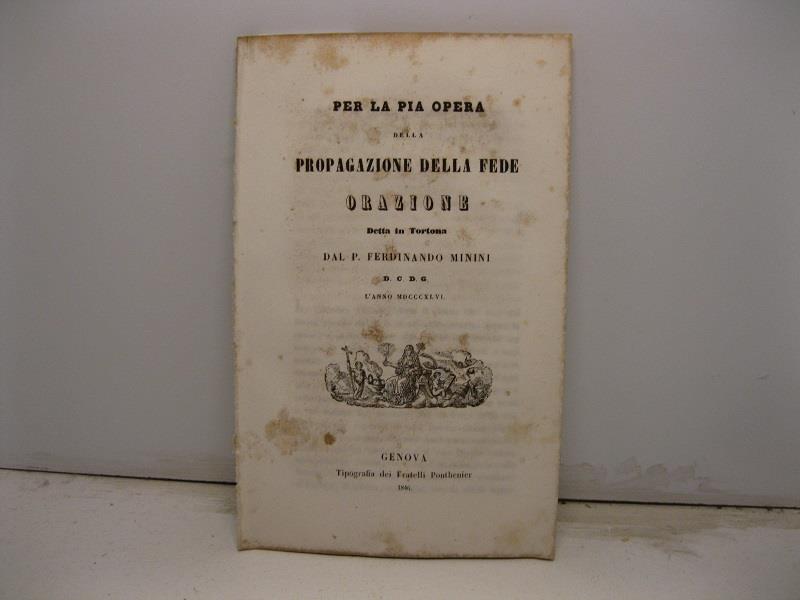 PER LA PIA OPERA
DELLA
PROPAGAZIONE DELLA FEDE
ORAZIONE
Detta in Tortona
DAL P. FERDINANDO MININI
D. C. D. G.
L'ANNO MDCCCXLVI.
GENOVA
Tipografia dei Fratelli Ponthenier
1846.